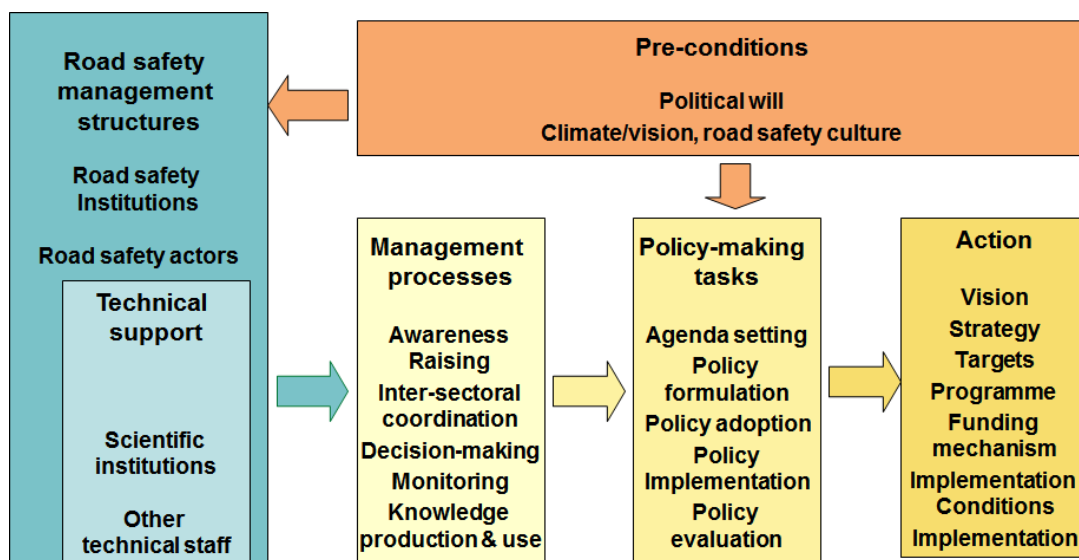 Road safety
management
structures
Road safety
Institutions
Road safety actors
Technical
support
Scientific
institutions
Other
technical staff
Pre-conditions
Political will
Climate/vision, road safety culture
Management
processes
Awareness
Raising
Inter-sectoral
coordination
Decision-making
Monitoring
Knowledge
production & use
Policy-making
tasks
Agenda setting
Policy
formulation
Policy adoption
Policy
Implementation
Policy
evaluation
Action
Vision
Strategy
Targets
Programme
Funding
mechanism
Implementation
Conditions
Implementation